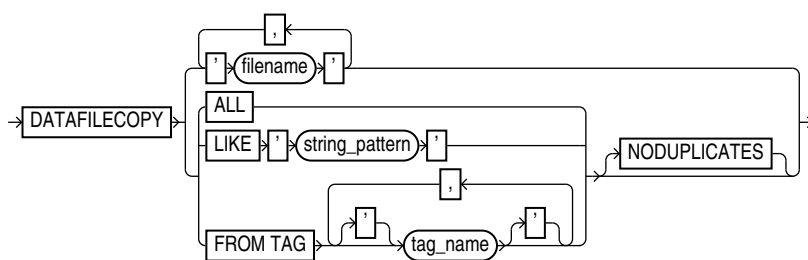 ,
' filename '
DATAFILECOPY
ALL
LIKE ' string_pattern '
NODUPLICATES
,
' '
FROM TAG tag_name